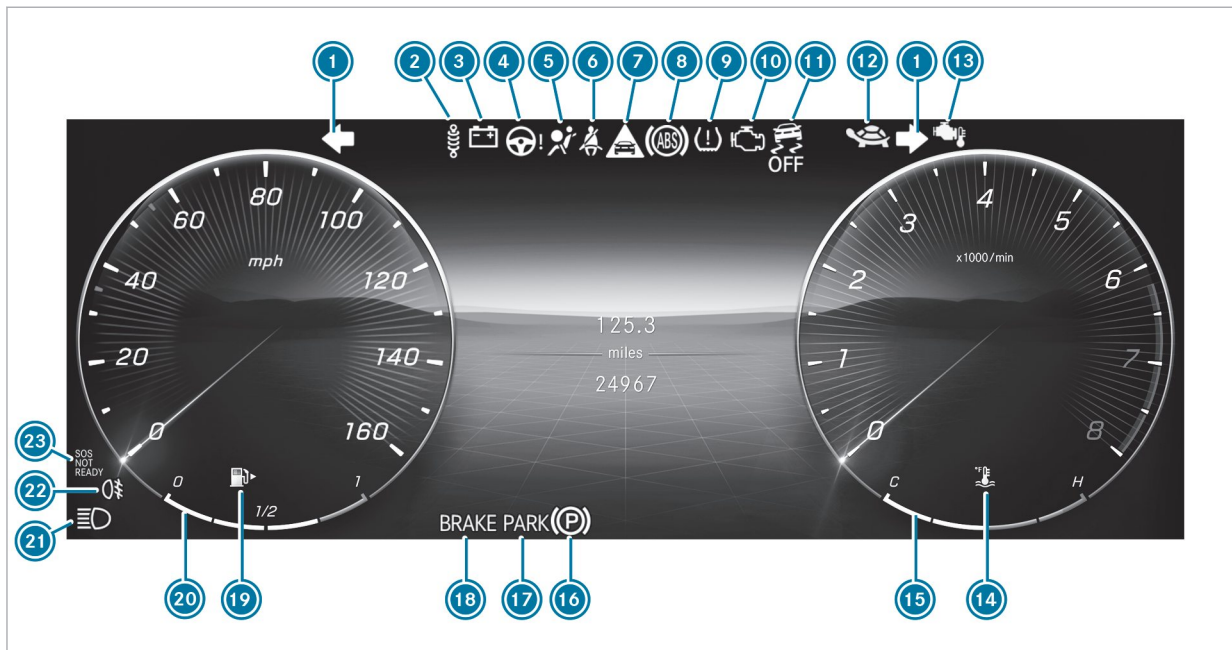 1 2 3 4 5 6 7 8 9 10 11 12 1 13
! ABS ! OFF
80
60 100
mph
40 120
20 140
0 160
4
3 5
x1000/min
2 6
1 7
0 8
125.3
miles
24967
23
SOS
NOT
READY
22
21
0 1/2 1
°F
C H
BRAKE PARK (P)
20 19 18 17 16 15 14